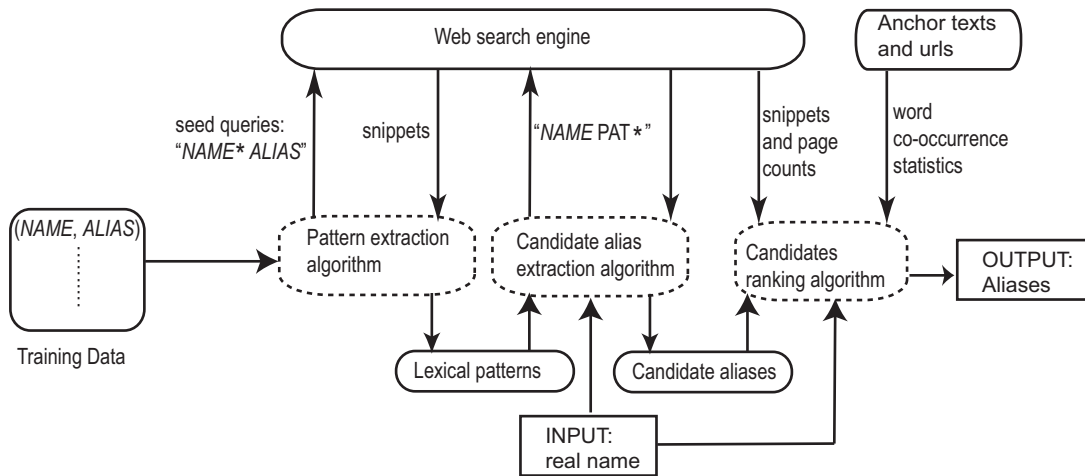 Web search engine
Anchor texts
and urls
seed queries:
“NAME* ALIAS”
snippets
“NAME PAT *”
snippets
and page
counts
word
co-occurrence
statistics
(NAME, ALIAS)
Training Data
Pattern extraction
algorithm
Candidate alias
extraction algorithm
Candidates
ranking algorithm
OUTPUT:
Aliases
Lexical patterns
Candidate aliases
INPUT:
real name